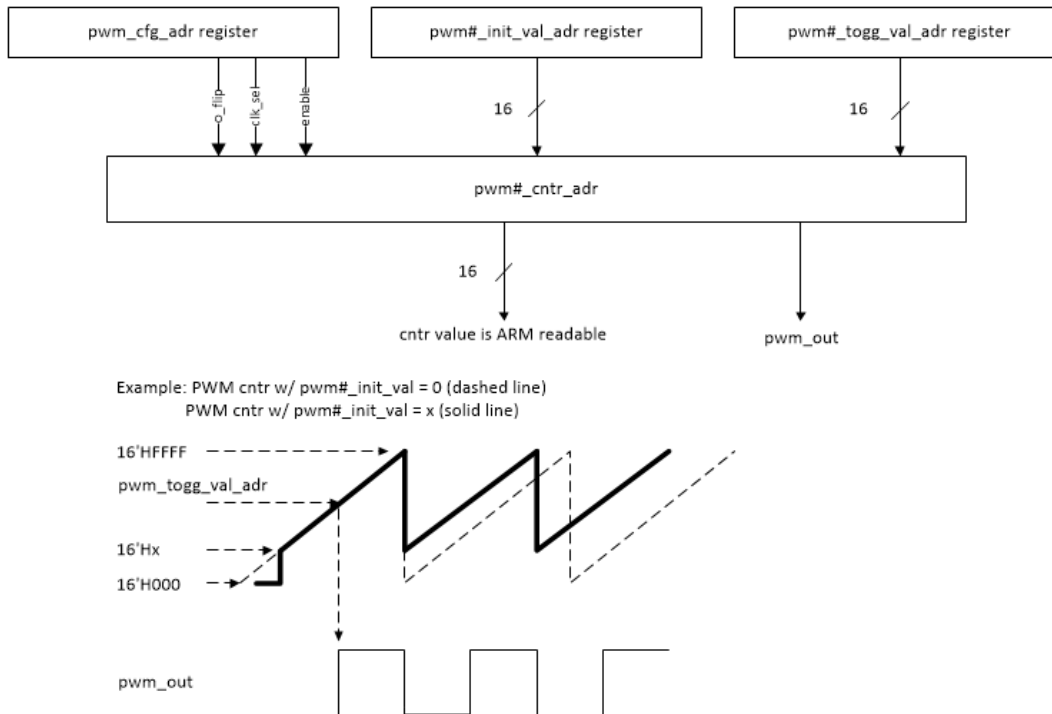 pwm_cfg_adr register
pwm#_init_val_adr register
pwm#_togg_val_adr register
o_flip
clk_sel
enable
16
16
pwm#_cntr_adr
16
cntr value is ARM readable
pwm_out
Example: PWM cntr w/ pwm#_init_val = 0 (dashed line)
PWM cntr w/ pwm#_init_val = x (solid line)
16'HFFFF
pwm_togg_val_adr
16'Hx
16'H000
pwm_out